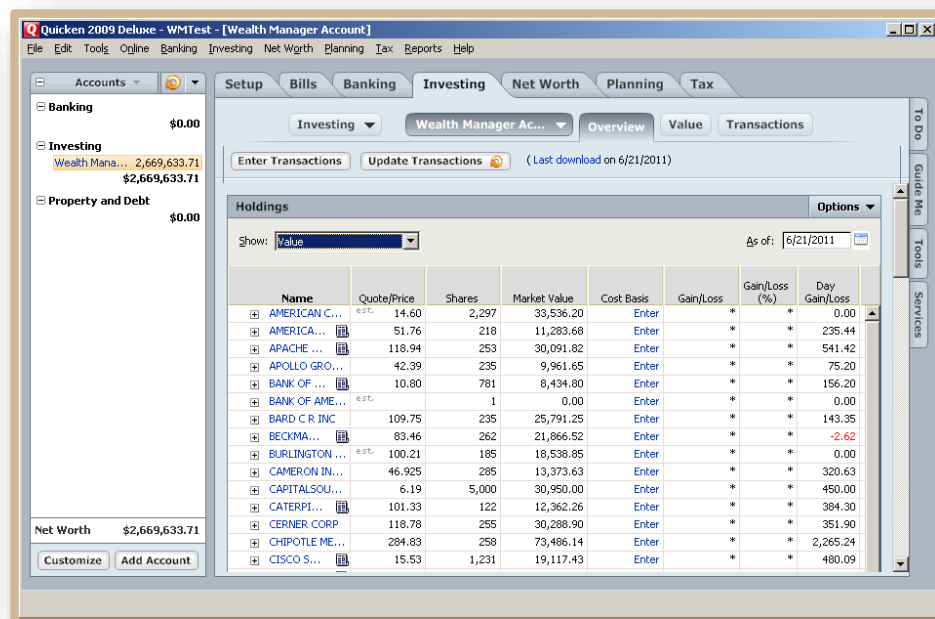 Quicken 2009 Deluxe - WMTest - [Wealth Manager Account]
File Edit Tools Online Banking Investing Net Worth Planning Tax Reports Help
Accounts
Banking
$0.00
Investing
Wealth Mana... 2,669,633.71
$2,669,633.71
Property and Debt
$0.00
Net Worth $2,669,633.71
Customize Add Account
Setup Bills Banking Investing Net Worth Planning Tax
Investing Wealth Manager Ac... Overview Value Transactions
Enter Transactions Update Transactions ( Last download on 6/21/2011)
Holdings Options
Show: Value As of: 6/21/2011
Name Quote/Price Shares Market Value Cost Basis Gain/Loss Gain/Loss (%) Day Gain/Loss
AMERICAN C... est. 14.60 2,297 33,536.20 Enter * * 0.00
AMERICA... 51.76 218 11,283.68 Enter * * 235.44
APACHE ... 118.94 253 30,091.82 Enter * * 541.42
APOLLO GRO... 42.39 235 9,961.65 Enter * * 75.20
BANK OF ... 10.80 781 8,434.80 Enter * * 156.20
BANK OF AME... est. 1 0.00 Enter * * 0.00
BARD C R INC 109.75 235 25,791.25 Enter * * 143.35
BECKMA... 83.46 262 21,866.52 Enter * * -2.62
BURLINGTON ... est. 100.21 185 18,538.85 Enter * * 0.00
CAMERON IN... 46.925 285 13,373.63 Enter * * 320.63
CAPITALSOU... 6.19 5,000 30,950.00 Enter * * 450.00
CATERPI... 101.33 122 12,362.26 Enter * * 384.30
CERNER CORP 118.78 255 30,288.90 Enter * * 351.90
CHIPOTLE ME... 284.83 258 73,486.14 Enter * * 2,265.24
CISCO S... 15.53 1,231 19,117.43 Enter * * 480.09
To Do
Guide Me
Tools
Services